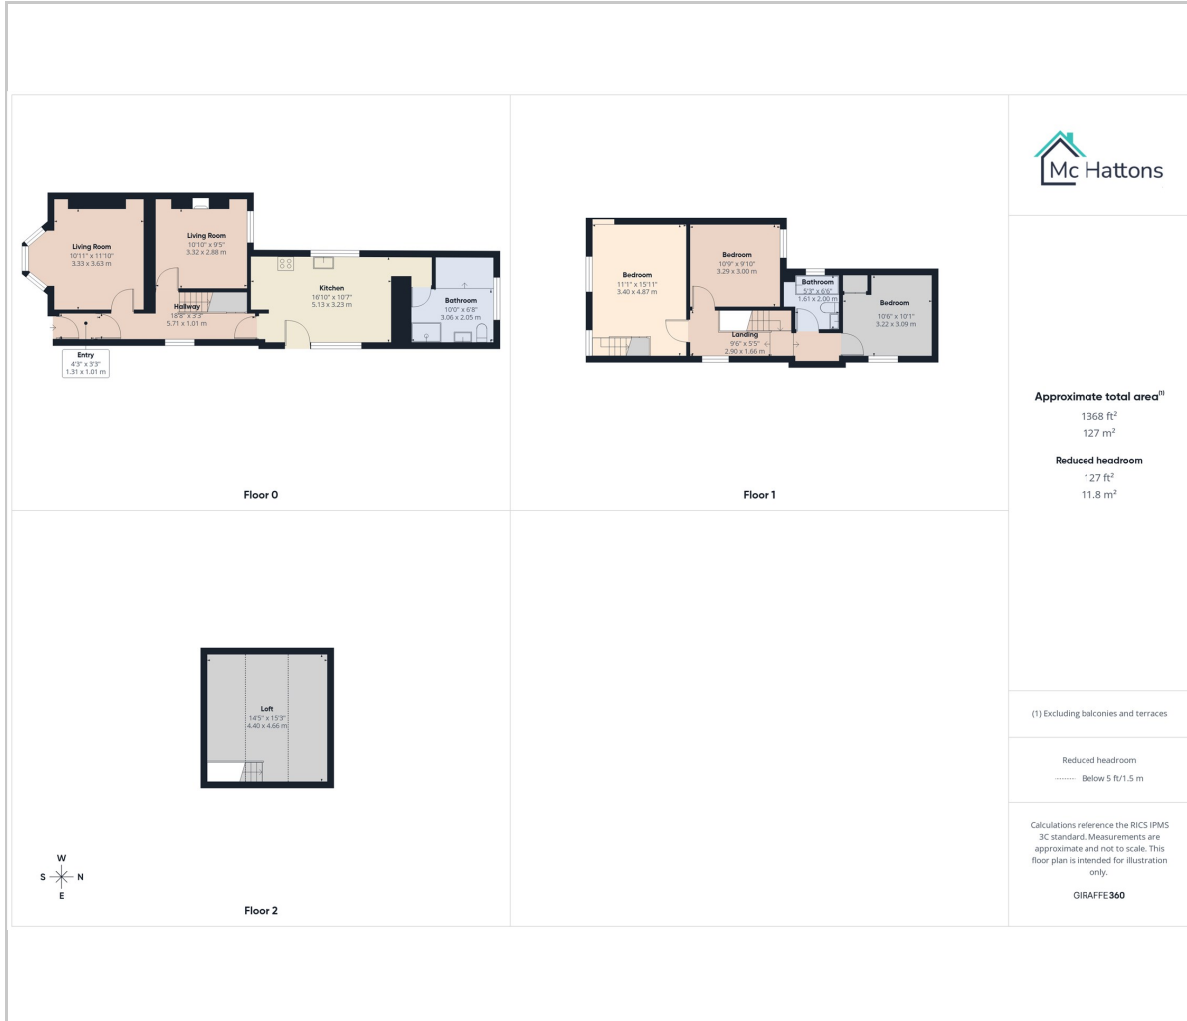 Living Room
10'11" x 11'10"
3.33 x 3.63 m
Living Room
10'10" x 9'5"
3.32 x 2.88 m
Hallway
18'8" x 3'3"
5.71 x 1.01 m
Kitchen
16'10" x 10'7"
5.13 x 3.23 m
Bathroom
10'0" x 6'8"
3.06 x 2.05 m
Entry
4'3" x 3'3"
1.31 x 1.01 m
Floor 0
Bedroom
11'1" x 15'11"
3.40 x 4.87 m
Bedroom
10'9" x 9'10"
3.29 x 3.00 m
Bathroom
5'3" x 6'6"
1.61 x 2.00 m
Bedroom
10'6" x 10'1"
3.22 x 3.09 m
Landing
9'6" x 5'5"
2.90 x 1.66 m
Floor 1
Loft
14'5" x 15'3"
4.40 x 4.66 m
W
S N
E
Floor 2
Mc Hattons
Approximate total area(1)
1368 ft²
127 m²
Reduced headroom
127 ft²
11.8 m²
(1) Excluding balconies and terraces
Reduced headroom
Below 5 ft/1.5 m
Calculations reference the RICS IPMS
3C standard. Measurements are
approximate and not to scale. This
floor plan is intended for illustration
only.
GIRAFFE360